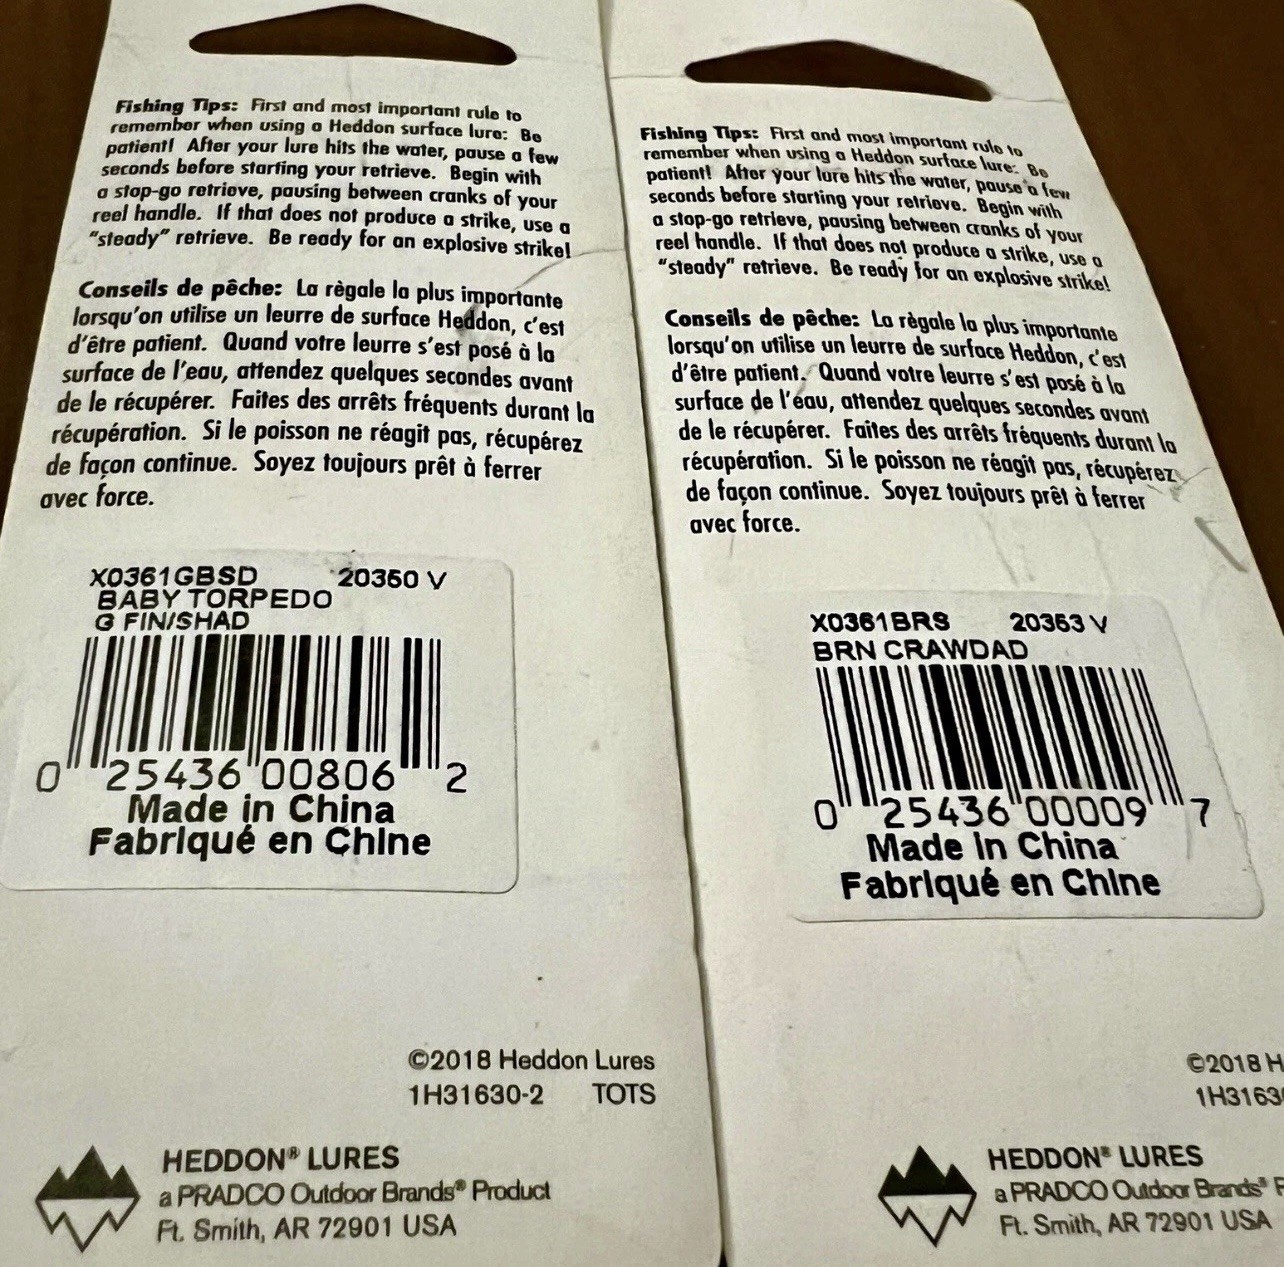 Fishing Tips: First and most important rule to
remember when using a Heddon surface lure: Be
patient! After your lure hits the water, pause a few
seconds before starting your retrieve. Begin with
a stop-go retrieve, pausing between cranks of your
reel handle. If that does not produce a strike, use a
"steady" retrieve. Be ready for an explosive strike!
Conseils de pêche: La règale la plus importante
lorsqu'on utilise un leurre de surface Heddon, c'est
d'être patient. Quand votre leurre s'est posé à la
surface de l'eau, attendez quelques secondes avant
de le récupérer. Faites des arrêts fréquents durant la
récupération. Si le poisson ne réagit pas, récupérez
de façon continue. Soyez toujours prêt à ferrer
avec force.
X0361GBSD 20350 V
BABY TORPEDO
G FIN/SHAD
0 25436 00806 2
Made in China
Fabriqué en Chine
©2018 Heddon Lures
1H31630-2 TOTS
HEDDON® LURES
a PRADCO Outdoor Brands® Product
Ft. Smith, AR 72901 USA
Fishing Tips: First and most important rule to
remember when using a Heddon surface lure: Be
patient! After your lure hits the water, pause a few
seconds before starting your retrieve. Begin with
a stop-go retrieve, pausing between cranks of your
reel handle. If that does not produce a strike, use a
"steady" retrieve. Be ready for an explosive strike!
Conseils de pêche: La règale la plus importante
lorsqu'on utilise un leurre de surface Heddon, c'est
d'être patient. Quand votre leurre s'est posé à la
surface de l'eau, attendez quelques secondes avant
de le récupérer. Faites des arrêts fréquents durant la
récupération. Si le poisson ne réagit pas, récupérez
de façon continue. Soyez toujours prêt à ferrer
avec force.
X0361BRS 20353 V
BRN CRAWDAD
0 25436 00009 7
Made in China
Fabriqué en Chine
©2018 H
1H3163
HEDDON® LURES
a PRADCO Outdoor Brands®
Ft. Smith, AR 72901 USA